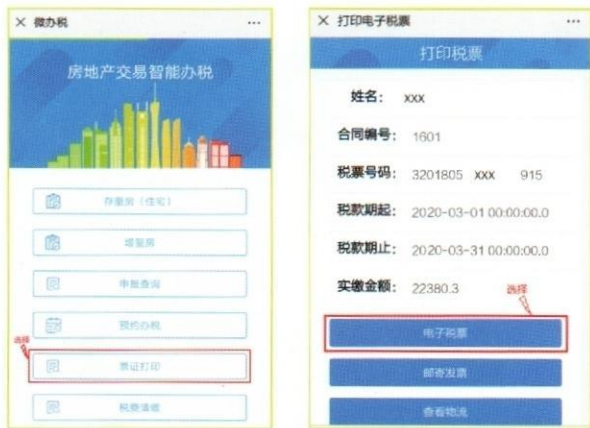 微办税
房地产交易智能办税
存量房（住宅）
增量房
申报查询
预约办税
选择
票证打印
税费清缴
打印电子税票
打印税票
姓名： xxx
合同编号： 1601
税票号码： 3201805 xxx 915
税款期起： 2020-03-01 00:00:00.0
税款期止： 2020-03-31 00:00:00.0
实缴金额： 22380.3
选择
电子税票
邮寄发票
查看物流